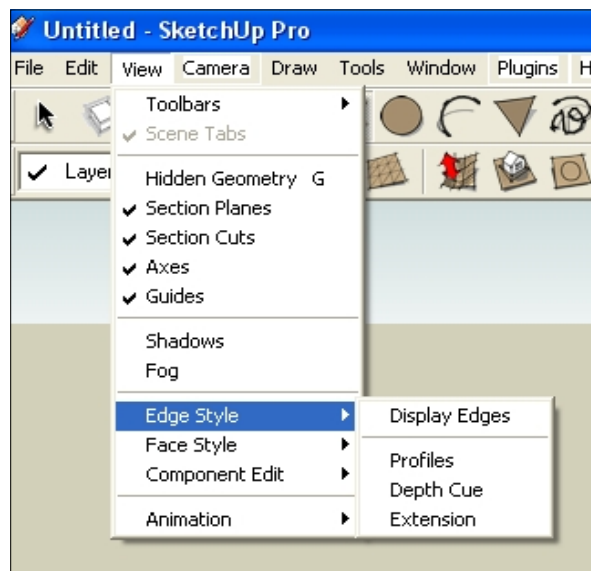 Untitled - SketchUp Pro
File Edit View Camera Draw Tools Window Plugins H
Toolbars
Scene Tabs
Layer
Hidden Geometry G
Section Planes
Section Cuts
Axes
Guides
Shadows
Fog
Edge Style
Display Edges
Face Style
Profiles
Component Edit
Depth Cue
Animation
Extension